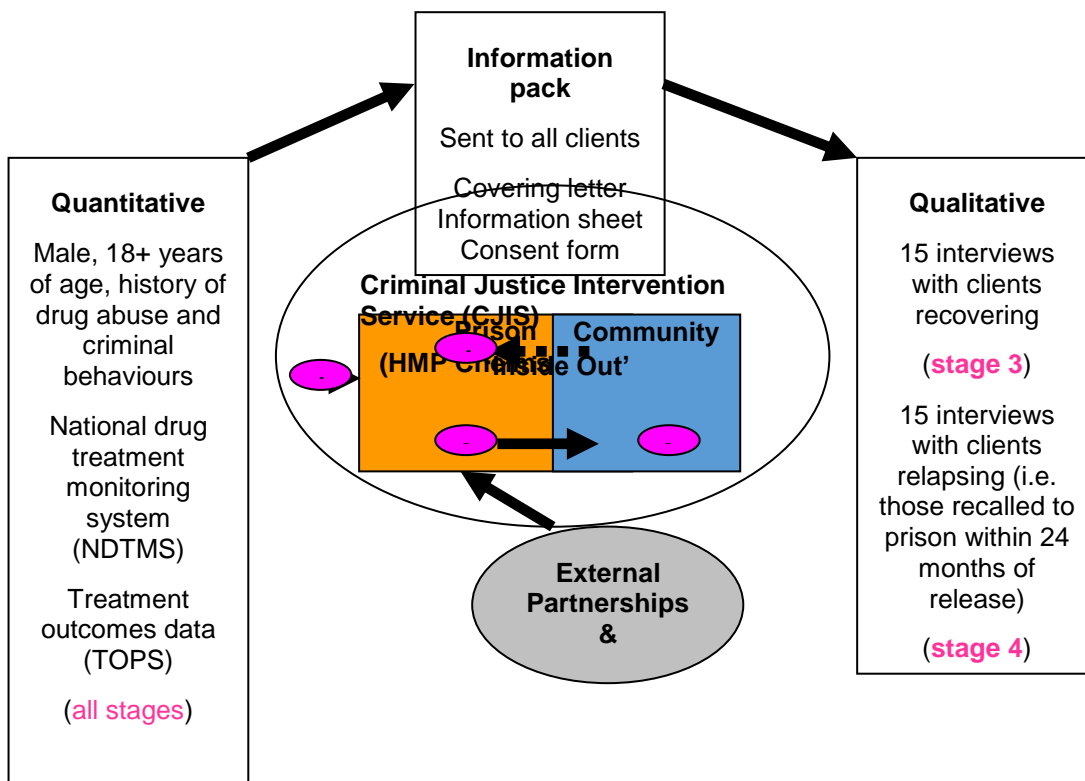 Information
pack
Sent to all clients
Covering letter
Information sheet
Consent form
Quantitative
Male, 18+ years
of age, history of
drug abuse and
criminal
behaviours
National drug
treatment
monitoring
system
(NDTMS)
Treatment
outcomes data
(TOPS)
(all stages)
Criminal Justice Intervention
Service (CJIS)
Prison
(HMP
Community
Inside Out’
External
Partnerships
&
Qualitative
15 interviews
with clients
recovering
(stage 3)
15 interviews
with clients
relapsing (i.e.
those recalled to
prison within 24
months of
release)
(stage 4)